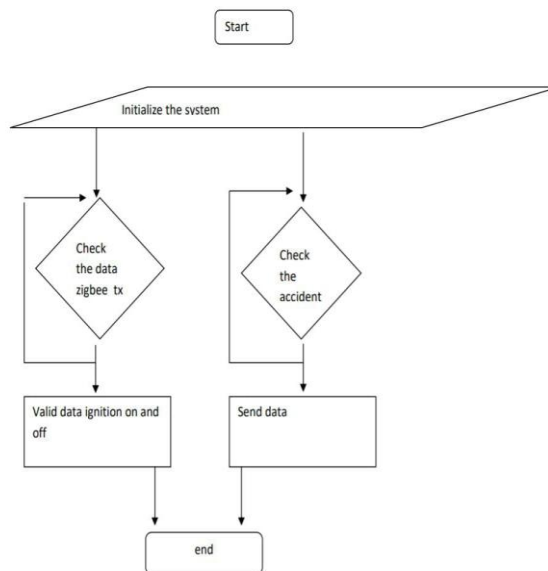 Start
Initialize the system
Check
the data
zigbee tx
Check
the
accident
Valid data ignition on and
off
Send data
end